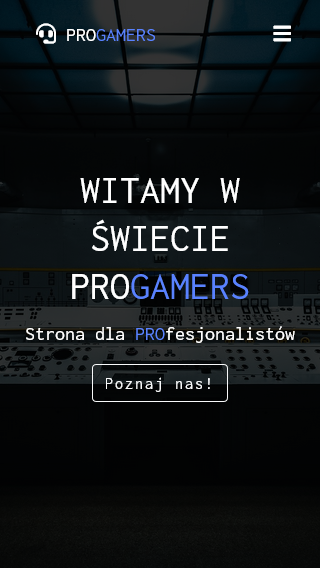 PROGAMERS
WITAMY W
ŚWIECIE
PROGAMERS
Strona dla PROfesjonalistów
Poznaj nas!